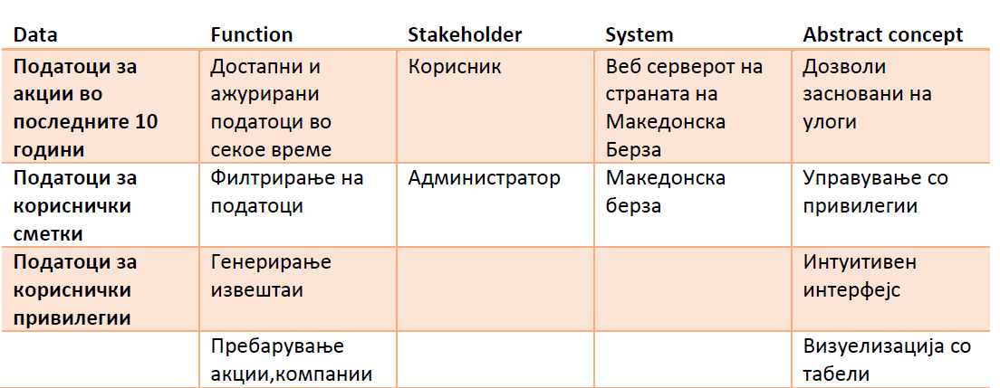 Data Function Stakeholder System Abstract concept
Податоци за Достапни и Корисник Веб серверот на Дозволи
акции во ажурирани страната на засновани на
последните 10 податоци во Македонска улоги
години секое време Берза
Податоци за Филтрирање на Администратор Македонска Управување со
кориснички податоци берза привилегии
сметки
Податоци за Генерирање Интуитивен
кориснички извештаи интерфејс
привилегии
Пребарување Визуелизација со
акции,компании табели